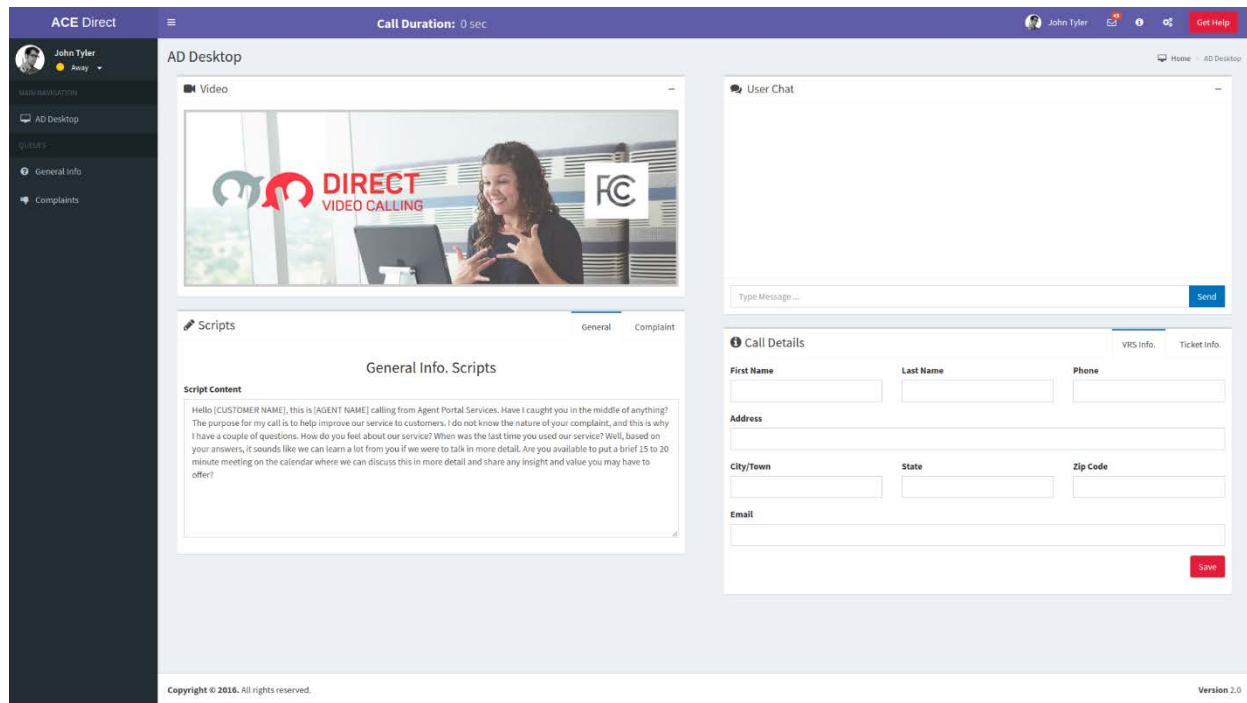 ACE Direct
Call Duration: 0 sec
John Tyler
Get Help
John Tyler
Away
MAIN NAVIGATION
AD Desktop
QUEUES
General Info
Complaints
AD Desktop
Home > AD Desktop
Video
DIRECT
VIDEO CALLING
FC
User Chat
Type Message ...
Send
Scripts
General
Complaint
General Info. Scripts
Script Content
Hello [CUSTOMER NAME], this is [AGENT NAME] calling from Agent Portal Services. Have I caught you in the middle of anything?
The purpose for my call is to help improve our service to customers. I do not know the nature of your complaint, and this is why
I have a couple of questions. How do you feel about our service? When was the last time you used our service? Well, based on
your answers, it sounds like we can learn a lot from you if we were to talk in more detail. Are you available to put a brief 15 to 20
minute meeting on the calendar where we can discuss this in more detail and share any insight and value you may have to
offer?
Call Details
VRS Info.
Ticket Info.
First Name
Last Name
Phone
Address
City/Town
State
Zip Code
Email
Save
Copyright © 2016. All rights reserved.
Version 2.0